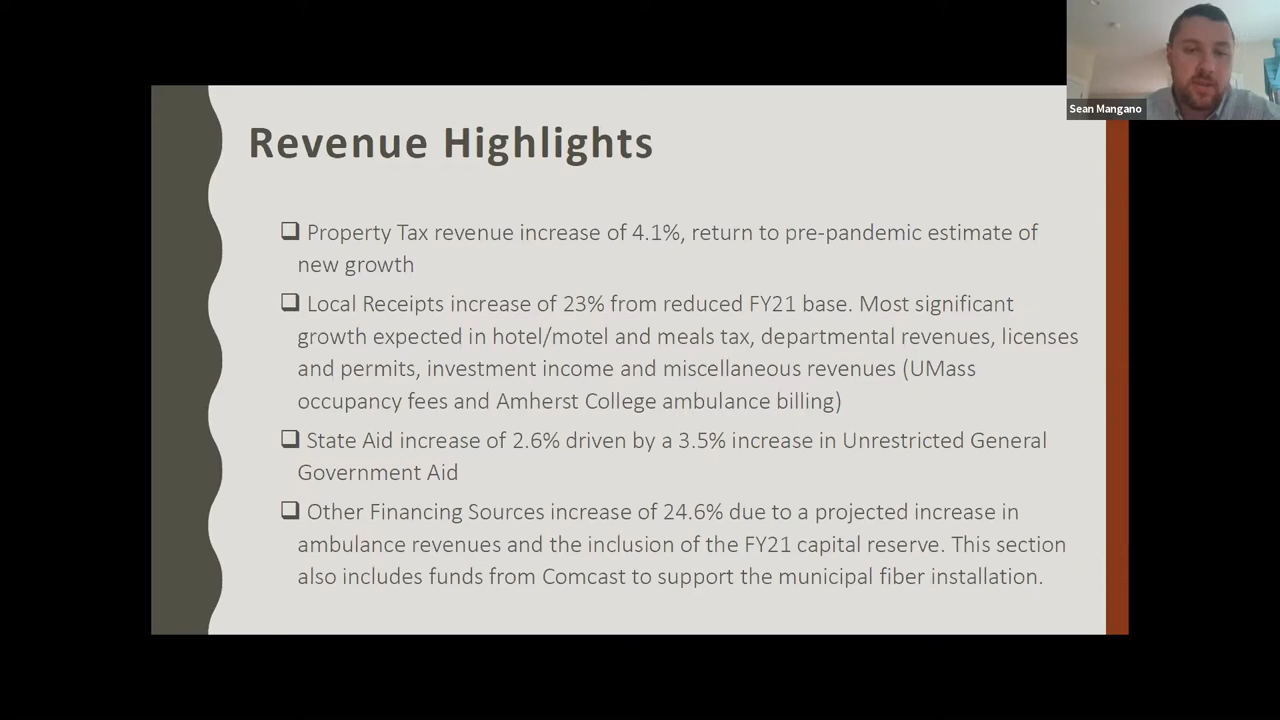 Sean Mangano
Revenue Highlights
Property Tax revenue increase of 4.1%, return to pre-pandemic estimate of
new growth
Local Receipts increase of 23% from reduced FY21 base. Most significant
growth expected in hotel/motel and meals tax, departmental revenues, licenses
and permits, investment income and miscellaneous revenues (UMass
occupancy fees and Amherst College ambulance billing)
State Aid increase of 2.6% driven by a 3.5% increase in Unrestricted General
Government Aid
Other Financing Sources increase of 24.6% due to a projected increase in
ambulance revenues and the inclusion of the FY21 capital reserve. This section
also includes funds from Comcast to support the municipal fiber installation.